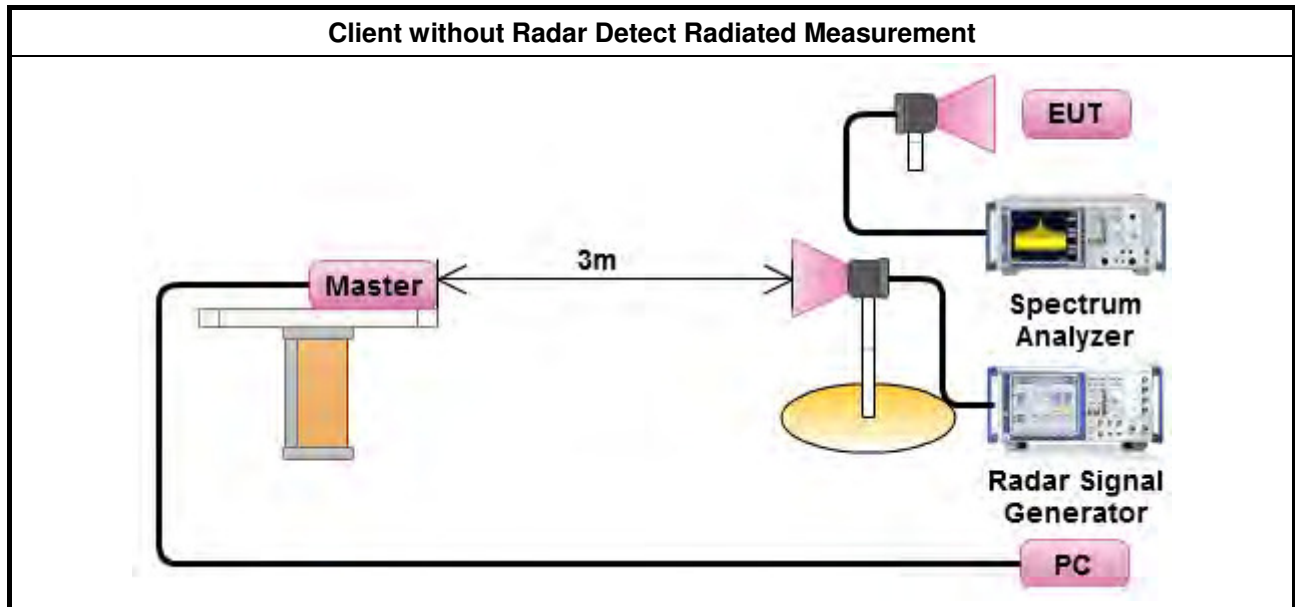 Client without Radar Detect Radiated Measurement
EUT
3m
Master
Spectrum
Analyzer
Radar Signal
Generator
PC